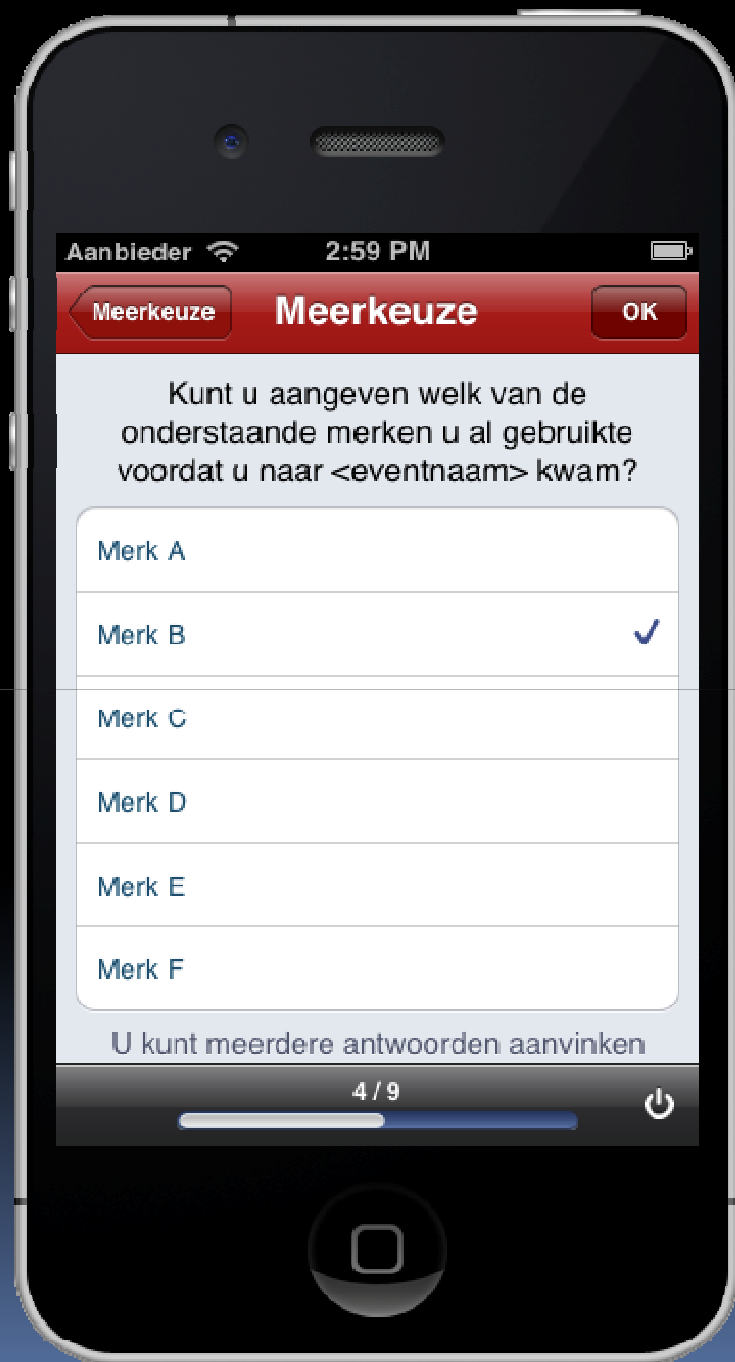 Aanbieder 2:59 PM
Meerkeuze Meerkeuze OK
Kunt u aangeven welk van de
onderstaande merken u al gebruikte
voordat u naar <eventnaam> kwam?
Merk A
Merk B
Merk C
Merk D
Merk E
Merk F
U kunt meerdere antwoorden aanvinken
4 / 9